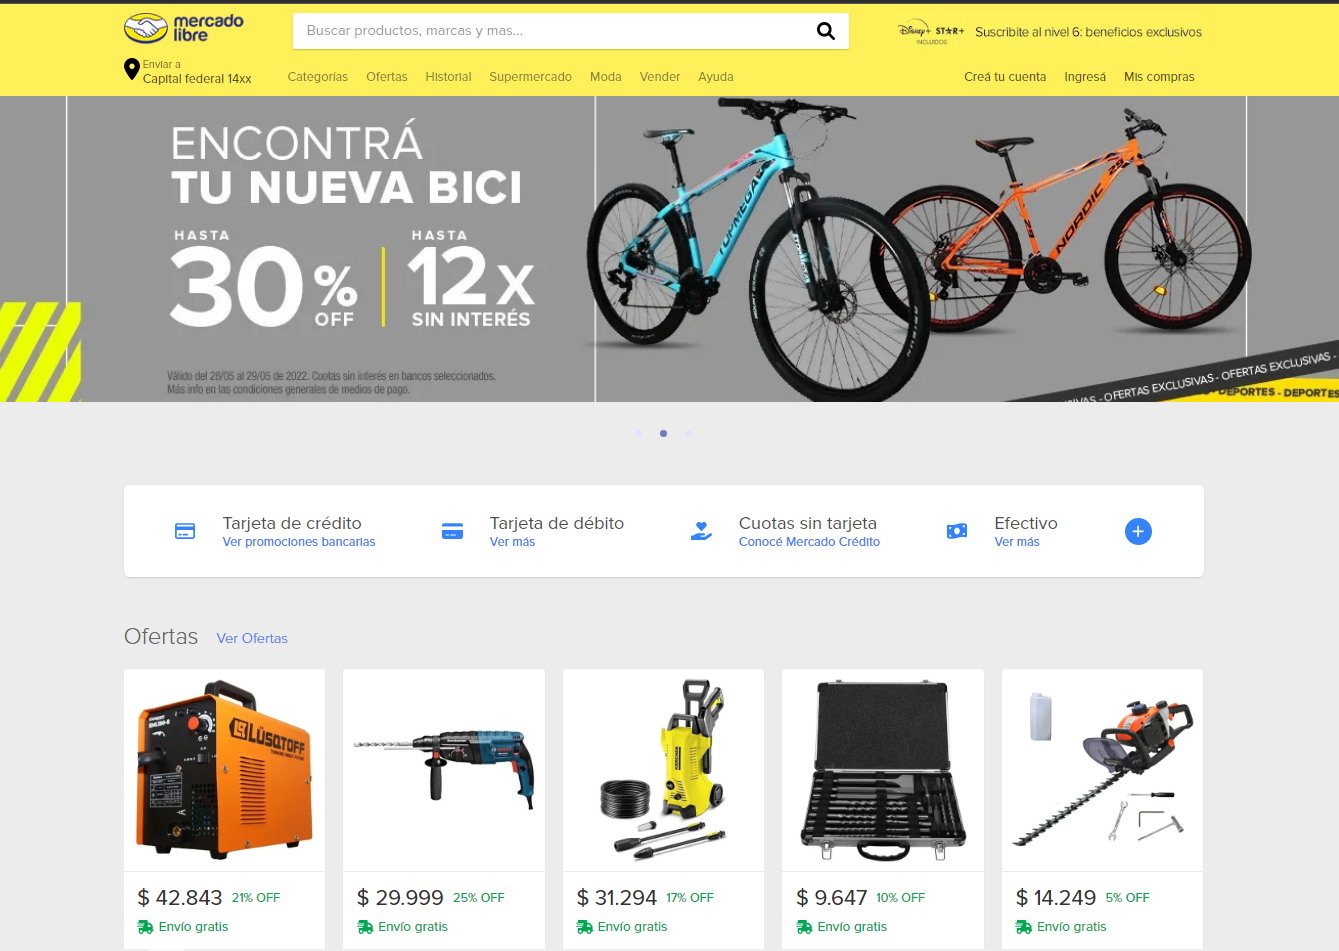 mercado
libre
Buscar productos, marcas y mas...
Disney+ STAR+
INCLUIDOS
Suscribite al nivel 6: beneficios exclusivos
Enviar a
Capital federal 14xx
Categorías Ofertas Historial Supermercado Moda Vender Ayuda
Creá tu cuenta Ingresá Mis compras
ENCONTRÁ
TU NUEVA BICI
HASTA
30%
OFF
HASTA
12x
SIN INTERÉS
Válido del 26/05 al 29/05 de 2022. Cuotas sin interés en bancos seleccionados.
Más info en las condiciones generales de medios de pago.
TOPMEGA
NORDIC
29
OFERTAS EXCLUSIVAS - OFERTAS EXCLUSIVAS -
DEPORTES - DEPORTES
Tarjeta de crédito
Ver promociones bancarias
Tarjeta de débito
Ver más
Cuotas sin tarjeta
Conocé Mercado Crédito
Efectivo
Ver más
Ofertas Ver Ofertas
LÜSQTOFF
KÄRCHER
$ 42.843 21% OFF
Envío gratis
$ 29.999 25% OFF
Envío gratis
$ 31.294 17% OFF
Envío gratis
$ 9.647 10% OFF
Envío gratis
$ 14.249 5% OFF
Envío gratis